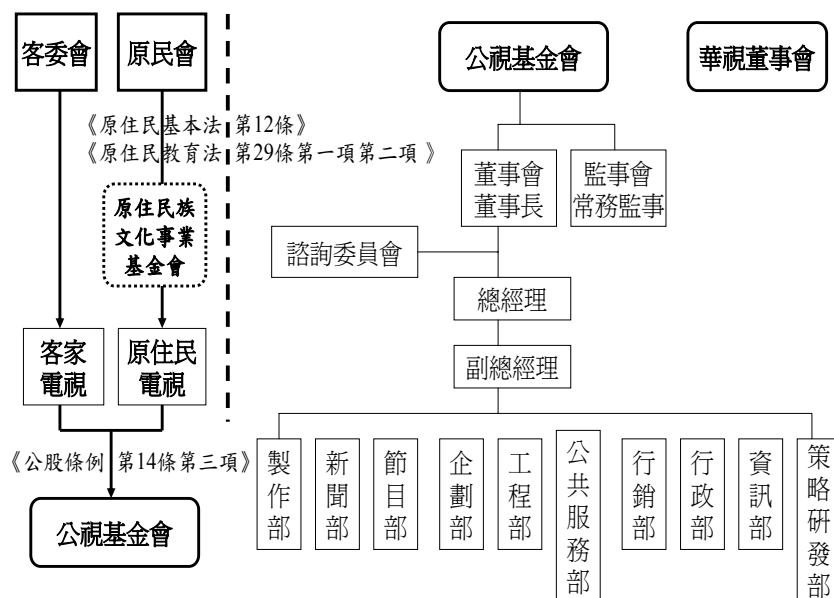 客委會
原民會
公視基金會
華視董事會
《原住民基本法 第12條》
《原住民教育法 第29條第一項第二項 》
董事會
董事長
監事會
常務監事
原住民族
文化事業
基金會
諮詢委員會
總經理
客家
電視
原住民
電視
副總經理
《公股條例 第14條第三項》
公視基金會
製作部
新聞部
節目部
企劃部
工程部
公共服務部
行銷部
行政部
資訊部
策略研發部